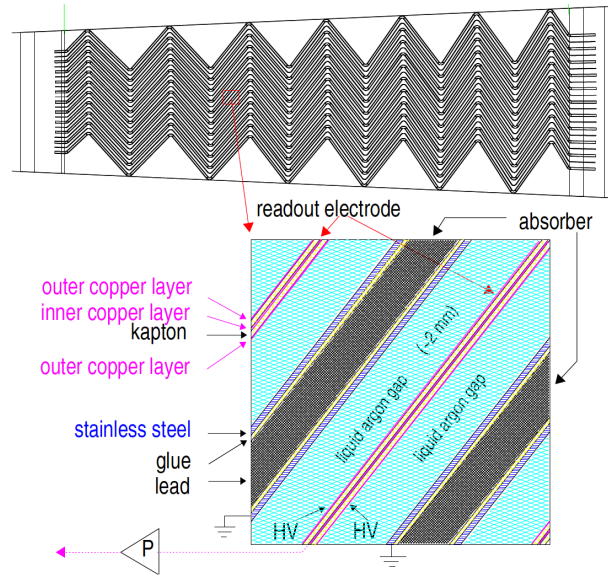 readout electrode
absorber
outer copper layer
inner copper layer
kapton
outer copper layer
(~2 mm)
liquid argon gap
liquid argon gap
stainless steel
glue
lead
HV
HV
P